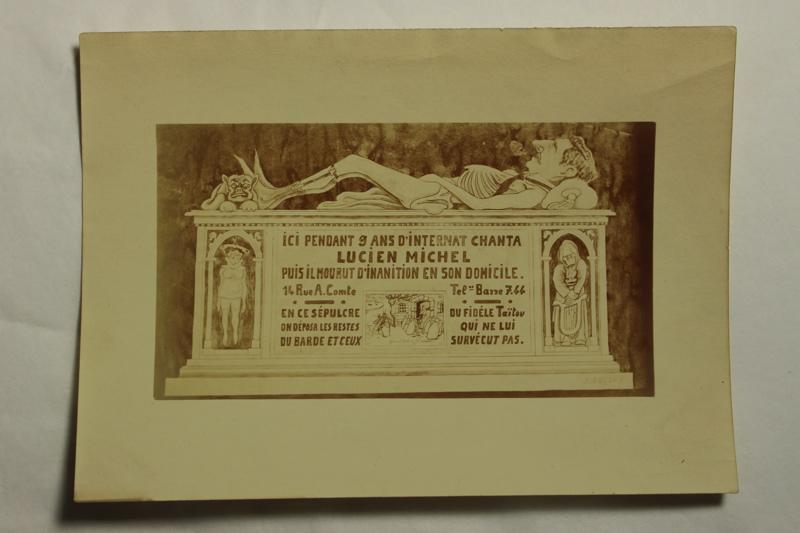 ICI PENDANT 9 ANS D'INTERNAT CHANTA
LUCIEN MICHEL
PUIS IL MOURUT D'INANITION EN SON DOMICILE.
14 Rue A. Comte
Telne Barre 7.44
EN CE SÉPULCRE
ON DÉPOSA LES RESTES
DU BARDE ET CEUX
DU FIDÈLE Taïtou
QUI NE LUI
SURVÉCUT PAS.